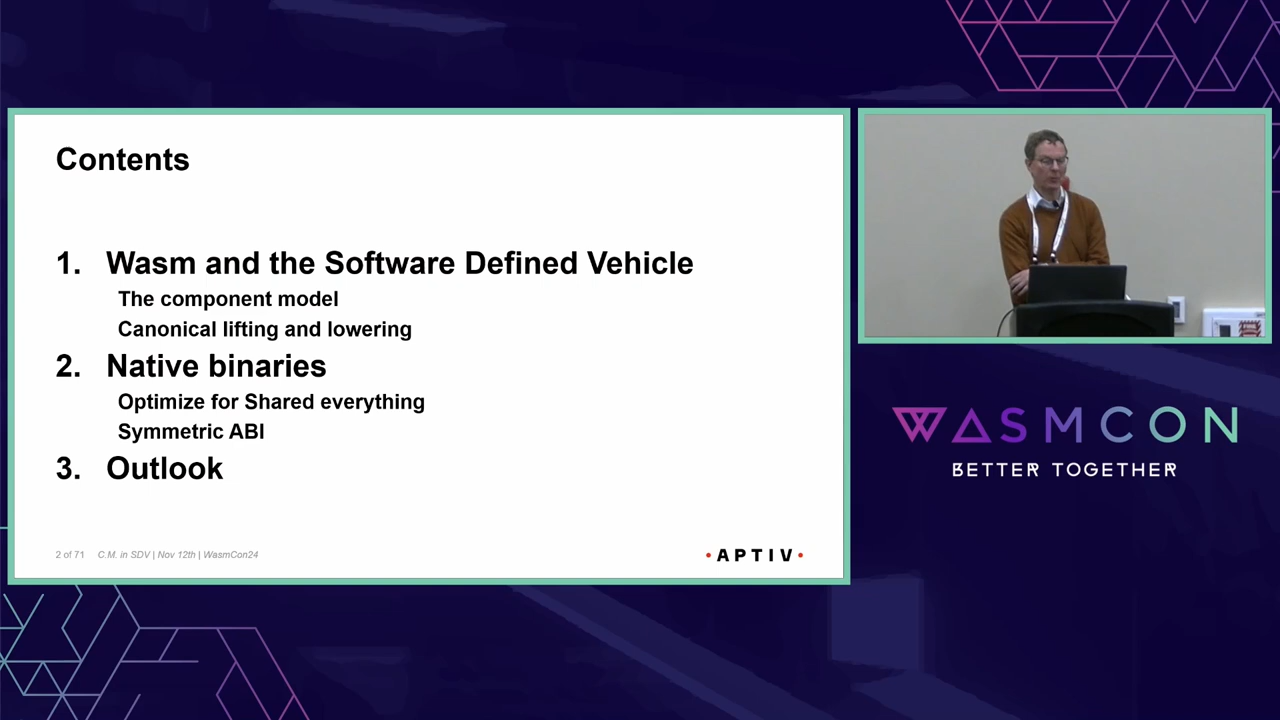 Contents
1. Wasm and the Software Defined Vehicle
The component model
Canonical lifting and lowering
2. Native binaries
Optimize for Shared everything
Symmetric ABI
3. Outlook
2 of 71 C.M. in SDV | Nov 12th | WasmCon24
• APTIV •
WASMCON
BETTER TOGETHER